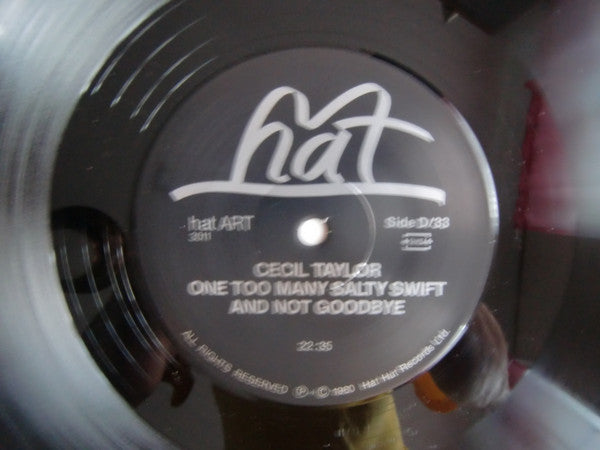 hat
hat ART
3011
Side:D/33
CECIL TAYLOR
ONE TOO MANY SALTY SWIFT
AND NOT GOODBYE
22:35
ALL RIGHTS RESERVED Ⓟ+© 1980 Hat Hut Records Ltd.